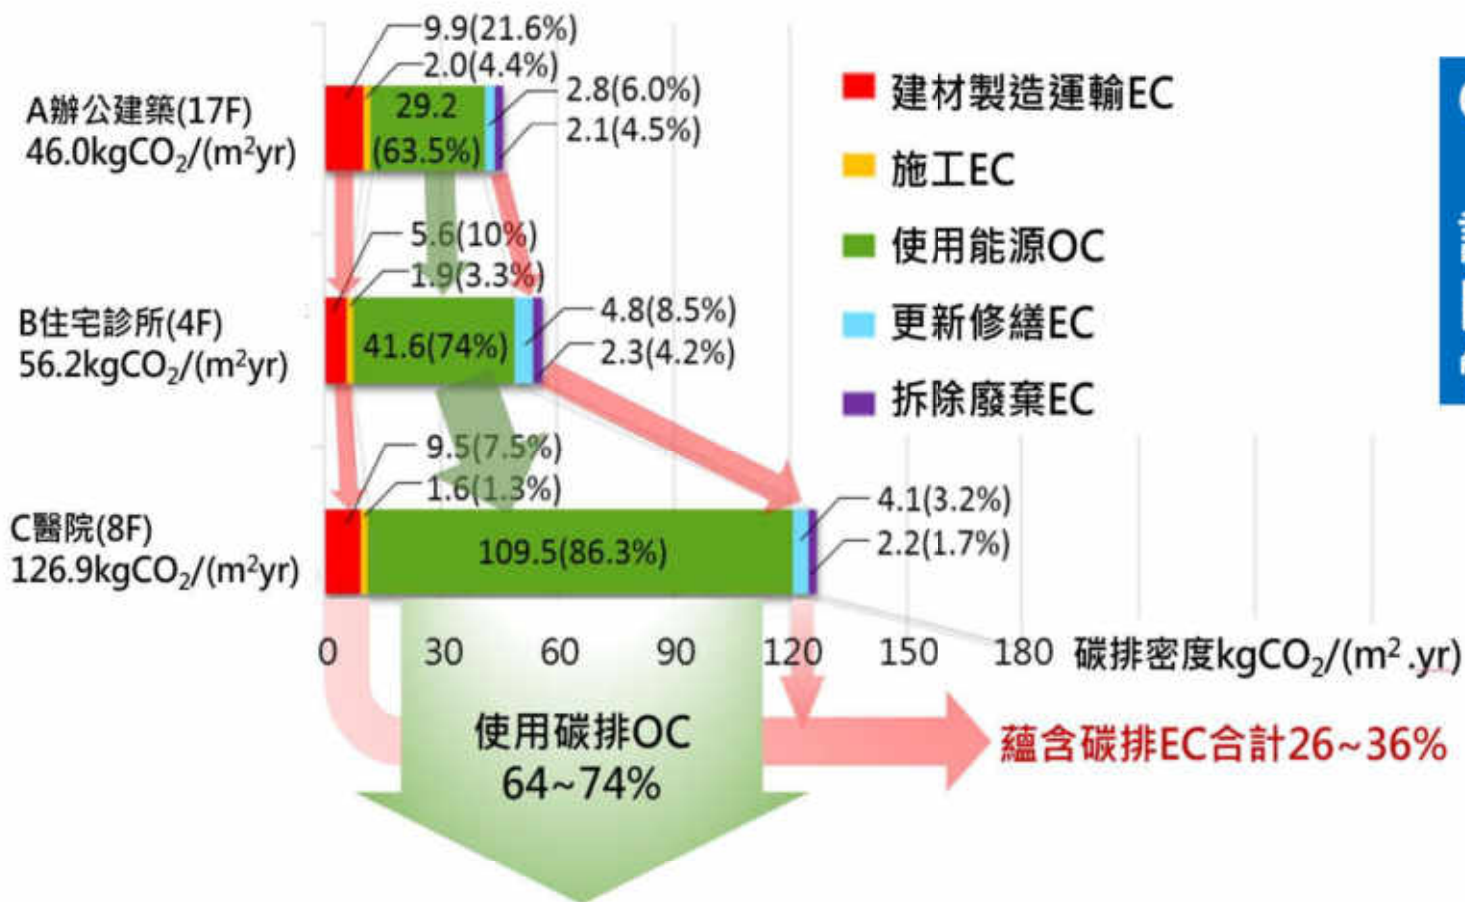 9.9(21.6%)
2.0(4.4%)
2.8(6.0%)
A辦公建築(17F)
46.0kgCO₂/(m²yr)
29.2
(63.5%)
2.1(4.5%)
建材製造運輸EC
施工EC
使用能源OC
更新修繕EC
拆除廢棄EC
5.6(10%)
1.9(3.3%)
B住宅診所(4F)
56.2kgCO₂/(m²yr)
41.6(74%)
4.8(8.5%)
2.3(4.2%)
9.5(7.5%)
1.6(1.3%)
C醫院(8F)
126.9kgCO₂/(m²yr)
109.5(86.3%)
4.1(3.2%)
2.2(1.7%)
0 30 60 90 120 150 180 碳排密度kgCO₂/(m².yr)
使用碳排OC
64~74%
蘊含碳排EC合計26~36%